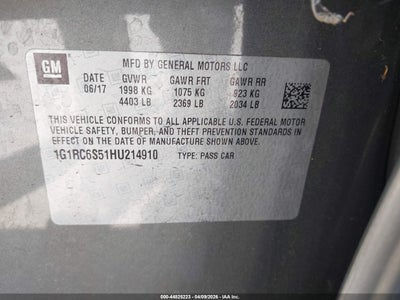 GM
MFD BY GENERAL MOTORS LLC
DATE GVWR GAWR FRT GAWR RR
06/17 1998 KG 1075 KG 923 KG
4403 LB 2369 LB 2034 LB
THIS VEHICLE CONFORMS TO ALL APPLICABLE U.S. FEDERAL MOTOR
VEHICLE SAFETY, BUMPER, AND THEFT PREVENTION STANDARDS IN
EFFECT ON THE DATE OF MANUFACTURE SHOWN ABOVE.
1G1RC6S51HU214910 TYPE: PASS CAR
000-44826223 - 04/09/2026 - IAAI.COM